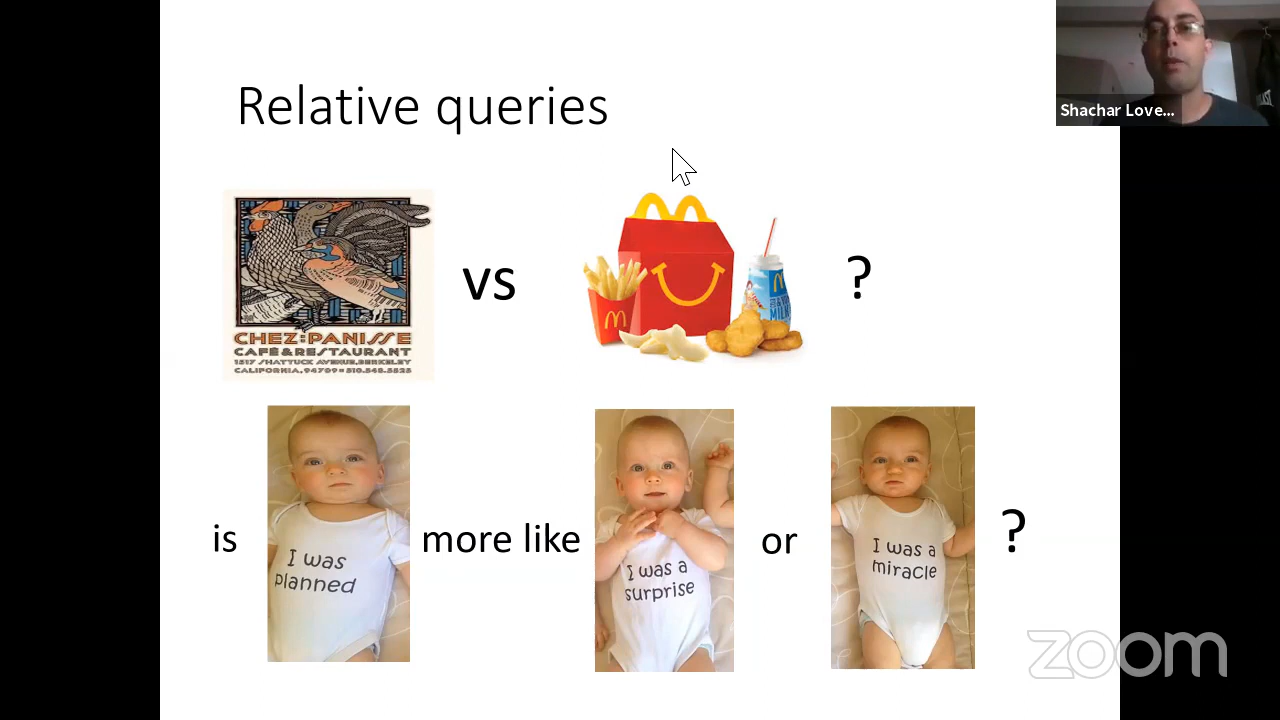 Relative queries
Shachar Love...
CHEZ PANISSE
CAFÉ & RESTAURANT
1517 SHATTUCK AVENUE, BERKELEY
CALIFORNIA, 94709 • 510.548.5525
vs
?
is
I was
planned
more like
I was a
surprise
or
I was a
miracle
?
zoom